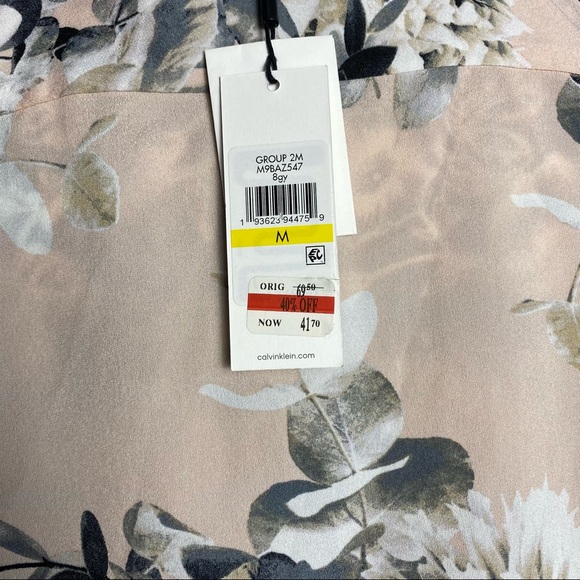 GROUP 2M
M9BAZ547
8gy
1 93623 94475 9
M
ORIG 69.50
40% OFF
NOW 41.70
calvinklein.com